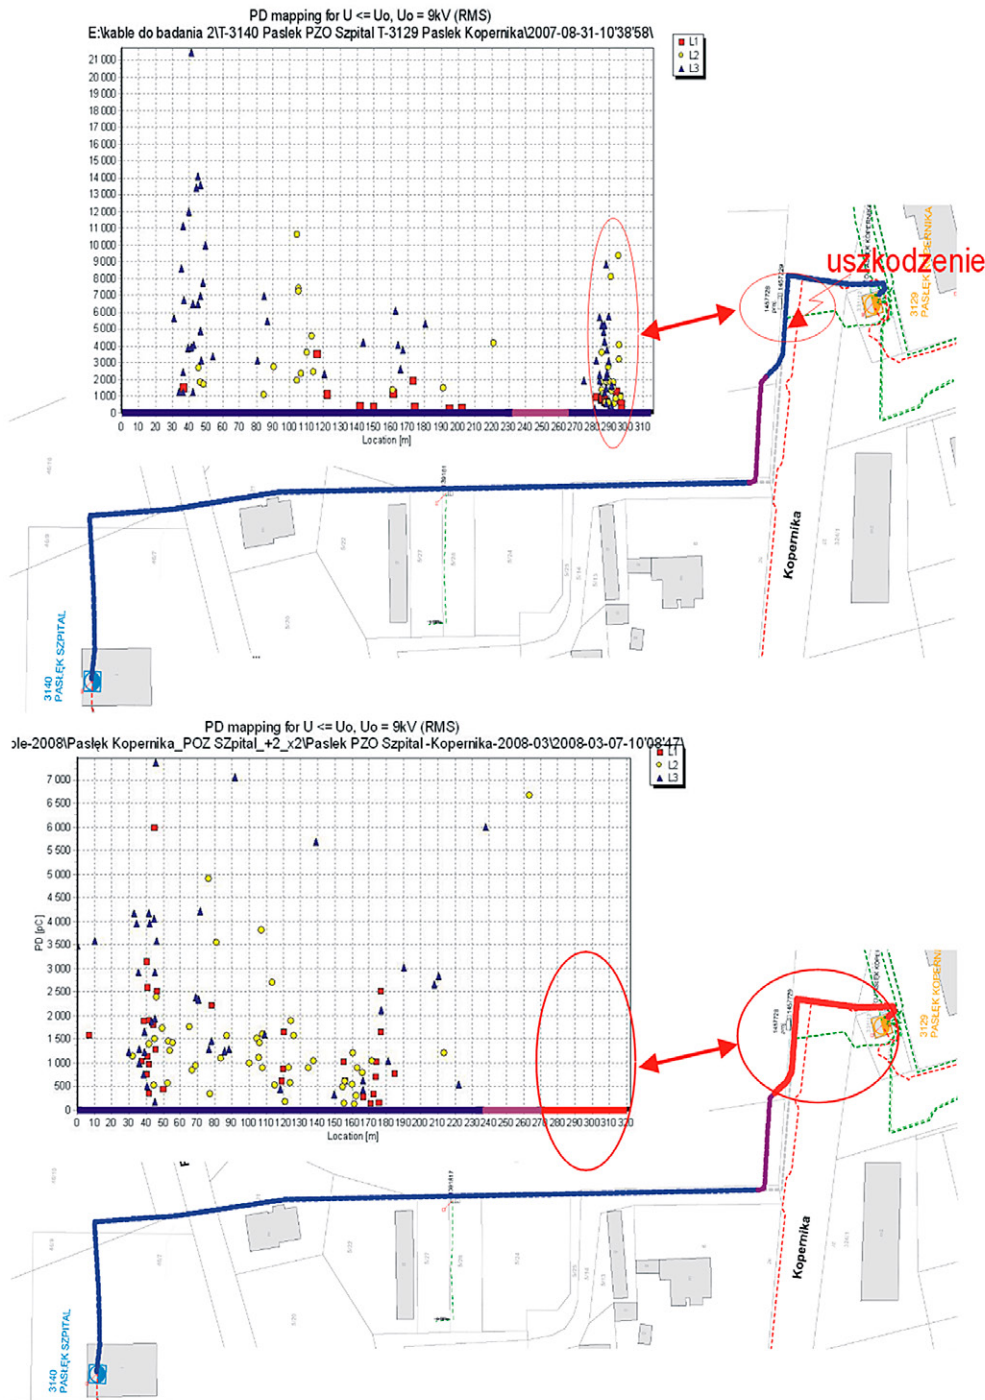 PD mapping for U <= Uo, Uo = 9kV (RMS)
E:\kable do badania 2\T-3140 Paslek PZO Szpital T-3129 Paslek Kopernika\2007-08-31-10'38'58\
L1
L2
L3
21 000
20 000
19 000
18 000
17 000
16 000
15 000
14 000
13 000
12 000
11 000
10 000
9 000
8 000
7 000
6 000
5 000
4 000
3 000
2 000
1 000
0
0 10 20 30 40 50 60 70 80 90 100 110 120 130 140 150 160 170 180 190 200 210 220 230 240 250 260 270 280 290 300 310
Location [m]
uszkodzenie
1457728
1457729
3129
PASŁĘK KOPERNIKA
Kopernika
3140
PASŁĘK SZPITAL
PD mapping for U <= Uo, Uo = 9kV (RMS)
ole-2008\Pasłęk Kopernika_POZ SZpital_+2_x2\Paslek PZO Szpital -Kopernika-2008-03\2008-03-07-10'08'47\
L1
L2
L3
PD [pC]
7 000
6 500
6 000
5 500
5 000
4 500
4 000
3 500
3 000
2 500
2 000
1 500
1 000
500
0
0 10 20 30 40 50 60 70 80 90 100 110 120 130 140 150 160 170 180 190 200 210 220 230 240 250 260 270 280 290 300 310 320
Location [m]
1457728
1457729
3129
PASŁĘK KOPERNI
Kopernika
3140
PASŁĘK SZPITAL